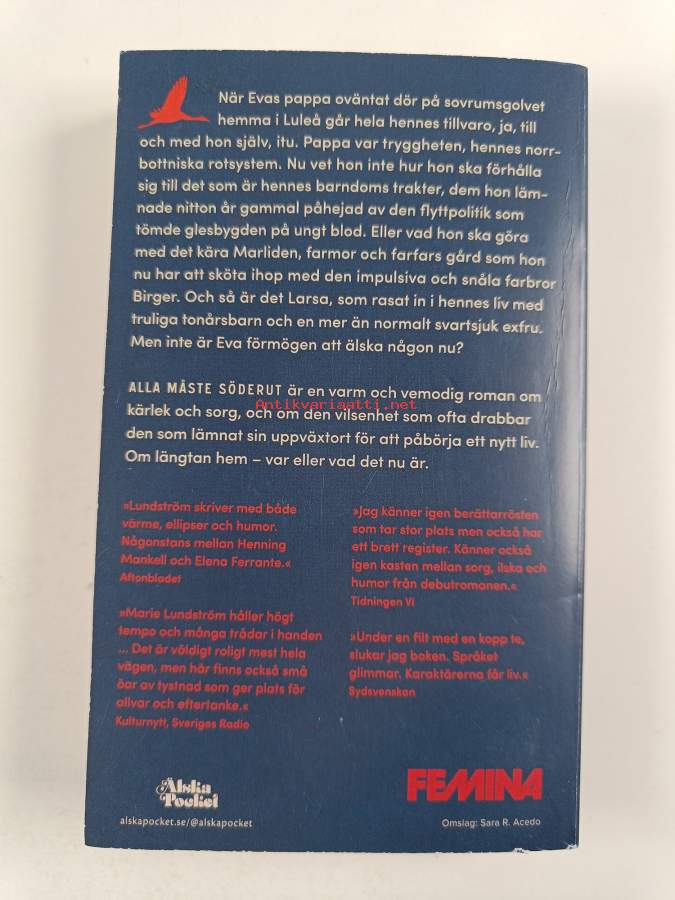 När Evas pappa oväntat dör på sovrumsgolvet
hemma i Luleå går hela hennes tillvaro, ja, till
och med hon själv, itu. Pappa var tryggheten, hennes norr-
bottniska rotsystem. Nu vet hon inte hur hon ska förhålla
sig till det som är hennes barndoms trakter, dem hon läm-
nade nitton år gammal påhejad av den flyttpolitik som
tömde glesbygden på ungt blod. Eller vad hon ska göra
med det kära Marliden, farmor och farfars gård som hon
nu har att sköta ihop med den impulsiva och snåla farbror
Birger. Och så är det Larsa, som rasat in i hennes liv med
truliga tonårsbarn och en mer än normalt svartsjuk exfru.
Men inte är Eva förmögen att älska någon nu?
ALLA MÅSTE SÖDERUT är en varm och vemodig roman om
kärlek och sorg, och om den vilsenhet som ofta drabbar
den som lämnat sin uppväxtort för att påbörja ett nytt liv.
Om längtan hem – var eller vad det nu är.
Antikvariaatti.net
»Lundström skriver med både
värme, ellipser och humor.
Någonstans mellan Henning
Mankell och Elena Ferrante.«
Aftonbladet
»Marie Lundström håller högt
tempo och många trådar i handen
... Det är väldigt roligt mest hela
vägen, men här finns också små
öar av tystnad som ger plats för
allvar och eftertanke.«
Kulturnytt, Sveriges Radio
»Jag känner igen berättarrösten
som tar stor plats men också har
ett brett register. Känner också
igen kasten mellan sorg, ilska och
humor från debutromanen.«
Tidningen Vi
»Under en filt med en kopp te,
slukar jag boken. Språket
glimmar. Karaktärerna får liv.«
Sydsvenskan
Älska
Pocket
alskapocket.se/@alskapocket
FEMINA
Omslag: Sara R. Acedo